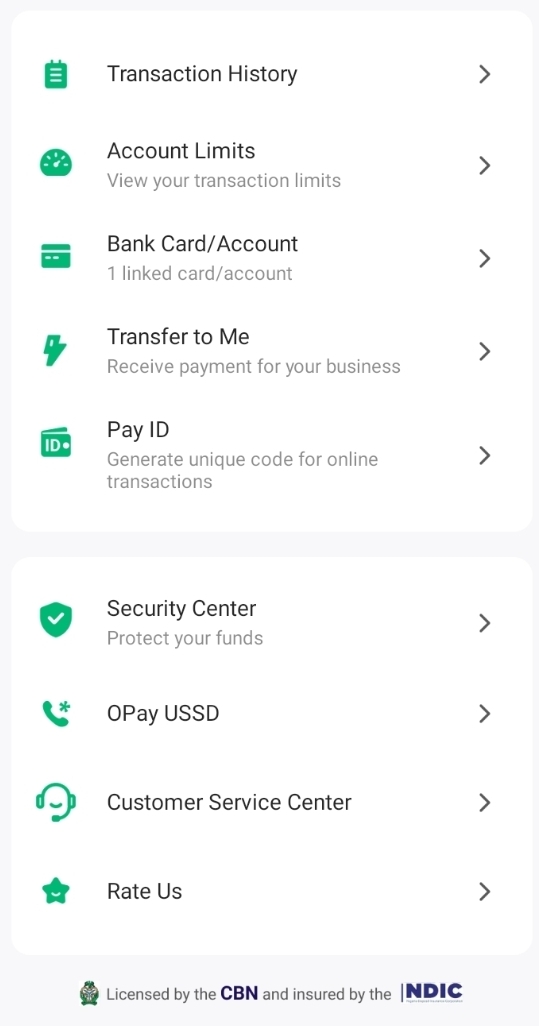 Transaction History
Account Limits
View your transaction limits
Bank Card/Account
1 linked card/account
Transfer to Me
Receive payment for your business
Pay ID
ID
Generate unique code for online
transactions
Security Center
Protect your funds
OPay USSD
Customer Service Center
Rate Us
Licensed by the CBN and insured by the NDIC